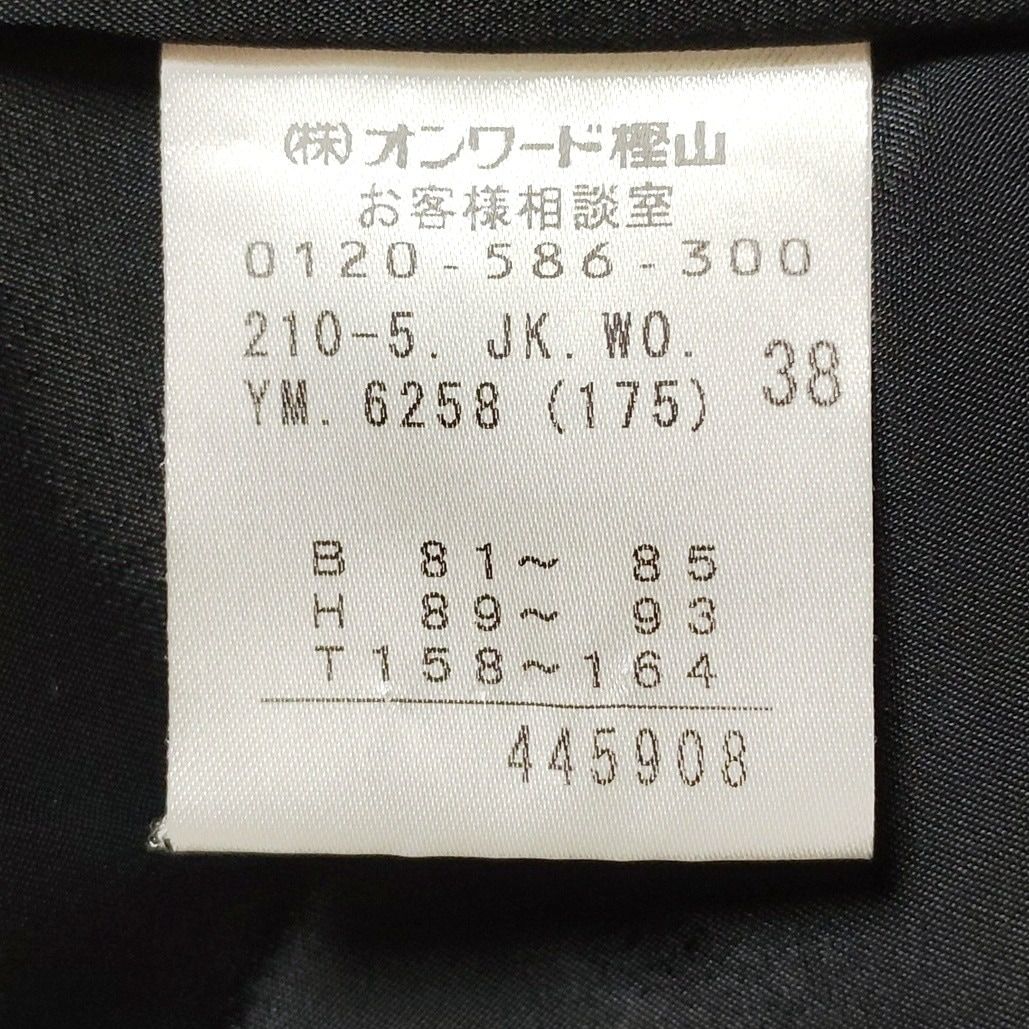 (株)オンワード樫山
お客様相談室
0120-586-300
210-5. JK.WO.
YM. 6258 (175) 38
B 81~ 85
H 89~ 93
T 158~164
445908